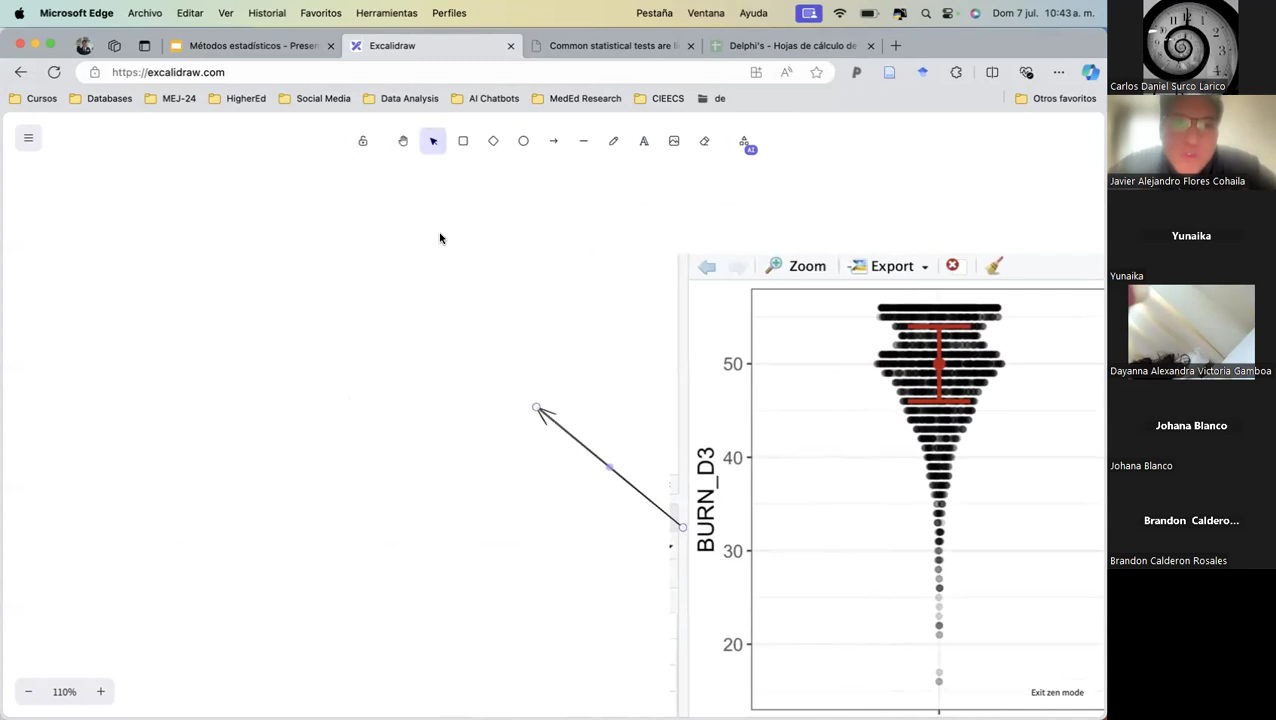 Microsoft Edge Archivo Editar Ver Historial Favoritos Herramientas Perfiles Pestaña Ventana Ayuda Dom 7 jul. 10:43 a. m.
Métodos estadísticos - Presen
Excalidraw
Common statistical tests are li
Delphi's - Hojas de cálculo de
https://excalidraw.com
Cursos Databases MEJ-24 HigherEd Social Media Data Analysis AI Chatbots MedEd Research CIEECS de Otros favoritos
AI
Zoom Export
BURN_D3
50
40
30
20
110%
Exit zen mode
Carlos Daniel Surco Larico
Javier Alejandro Flores Cohaila
Yunaika
Yunaika
Dayanna Alexandra Victoria Gamboa
Johana Blanco
Johana Blanco
Brandon Caldero...
Brandon Calderon Rosales